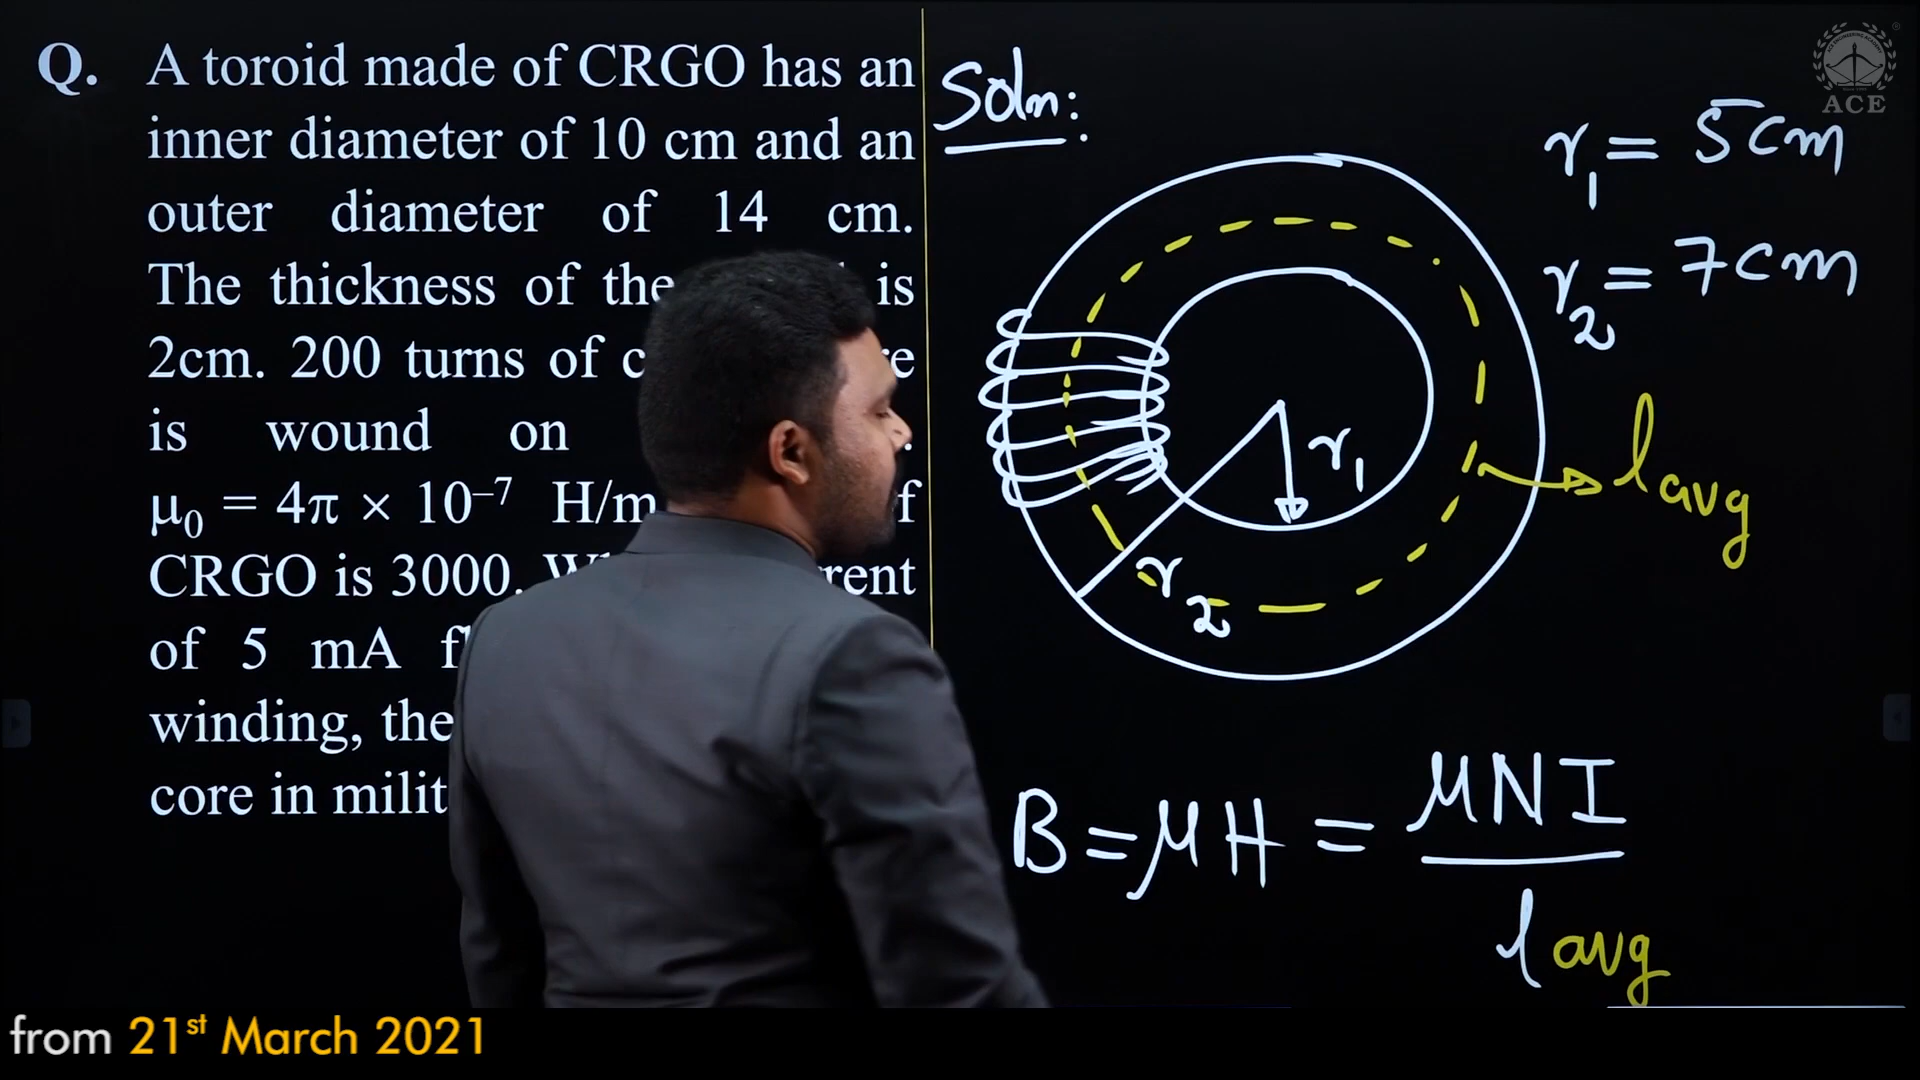 Q. A toroid made of CRGO has an
inner diameter of 10 cm and an
outer diameter of 14 cm.
The thickness of the is
2cm. 200 turns of
is wound on
μ₀ = 4π × 10⁻⁷ H/m
CRGO is 3000.
of 5 mA
winding, the
core in
Soln:
r₁ = 5cm
r₂ = 7cm
r₁
r₂
lavg
B = μH = μNI
lavg
ACE
from 21st March 2021